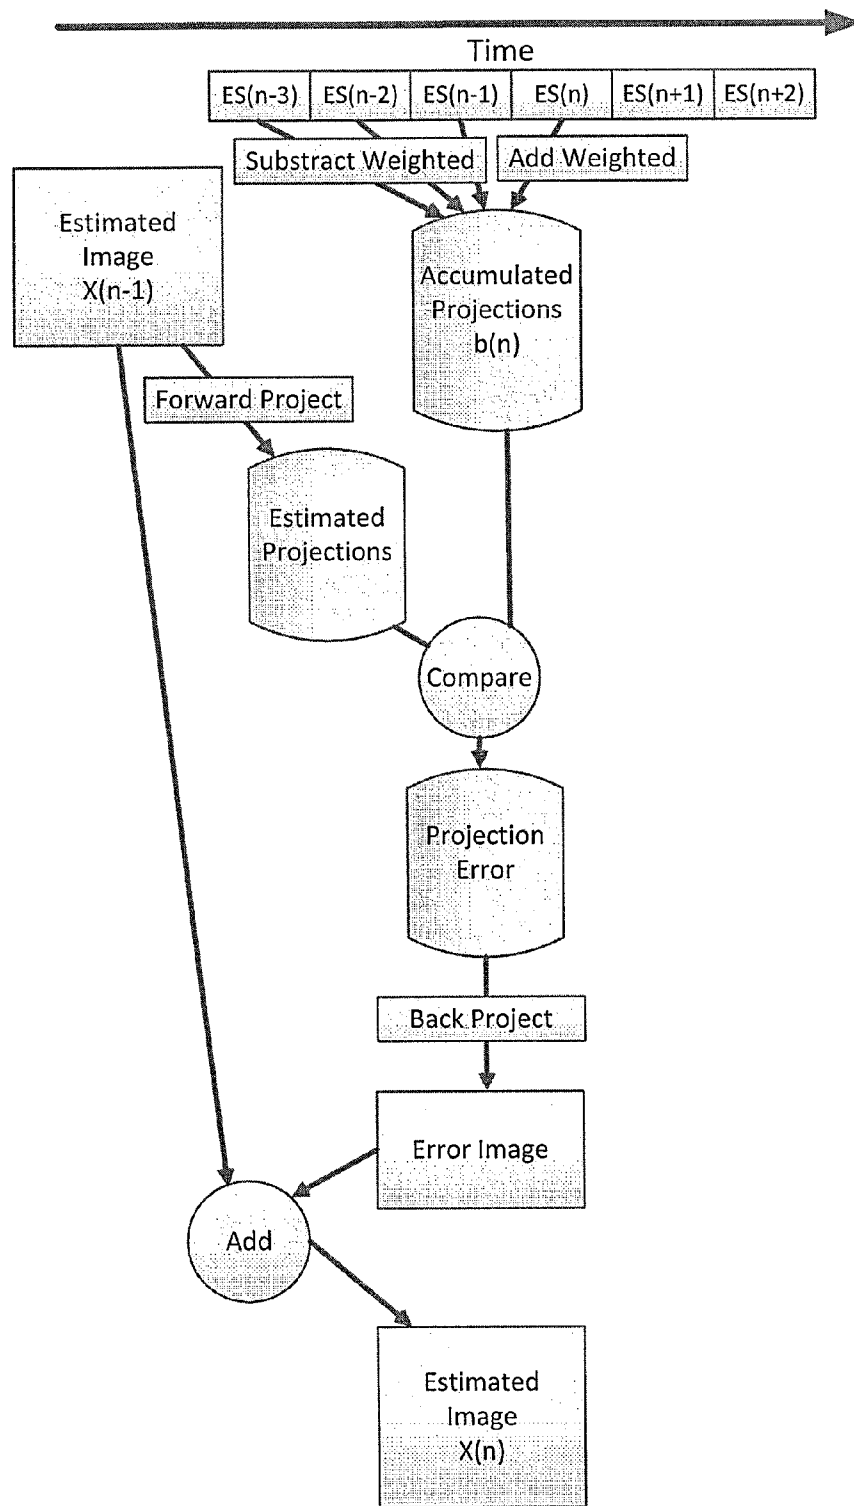 Time
ES(n-3) ES(n-2) ES(n-1) ES(n) ES(n+1) ES(n+2)
Substract Weighted Add Weighted
Estimated
Image
X(n-1)
Accumulated
Projections
b(n)
Forward Project
Estimated
Projections
Compare
Projection
Error
Back Project
Error Image
Add
Estimated
Image
X(n)